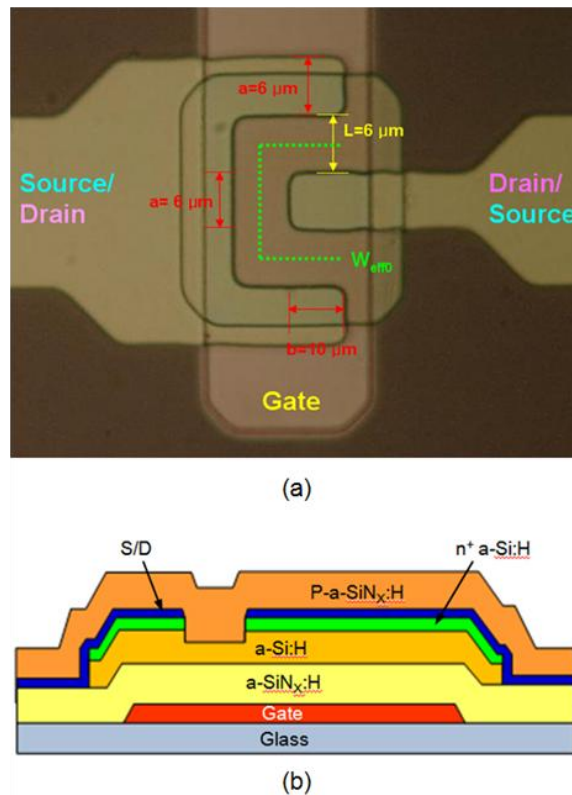 a=6 μm
L=6 μm
Source/
Drain
a= 6 μm
Drain/
Source
Weff0
b=10 μm
Gate
(a)
S/D
n+ a-Si:H
P-a-SiNX:H
a-Si:H
a-SiNX:H
Gate
Glass
(b)